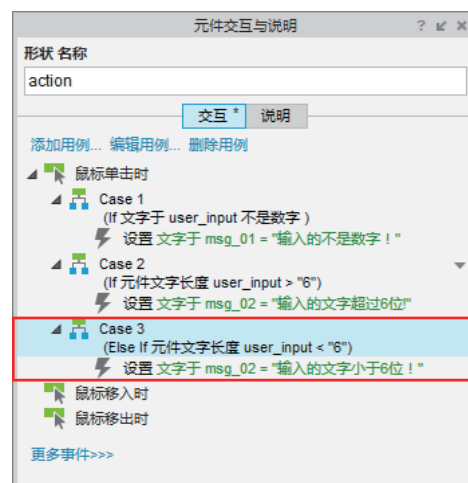 元件交互与说明
形状 名称
action
交互 * 说明
添加用例... 编辑用例... 删除用例
鼠标单击时
Case 1
(If 文字于 user_input 不是数字 )
设置 文字于 msg_01 = "输入的不是数字！"
Case 2
(If 元件文字长度 user_input > "6")
设置 文字于 msg_02 = "输入的文字超过6位!"
Case 3
(Else If 元件文字长度 user_input < "6")
设置 文字于 msg_02 = "输入的文字小于6位！"
鼠标移入时
鼠标移出时
更多事件>>>